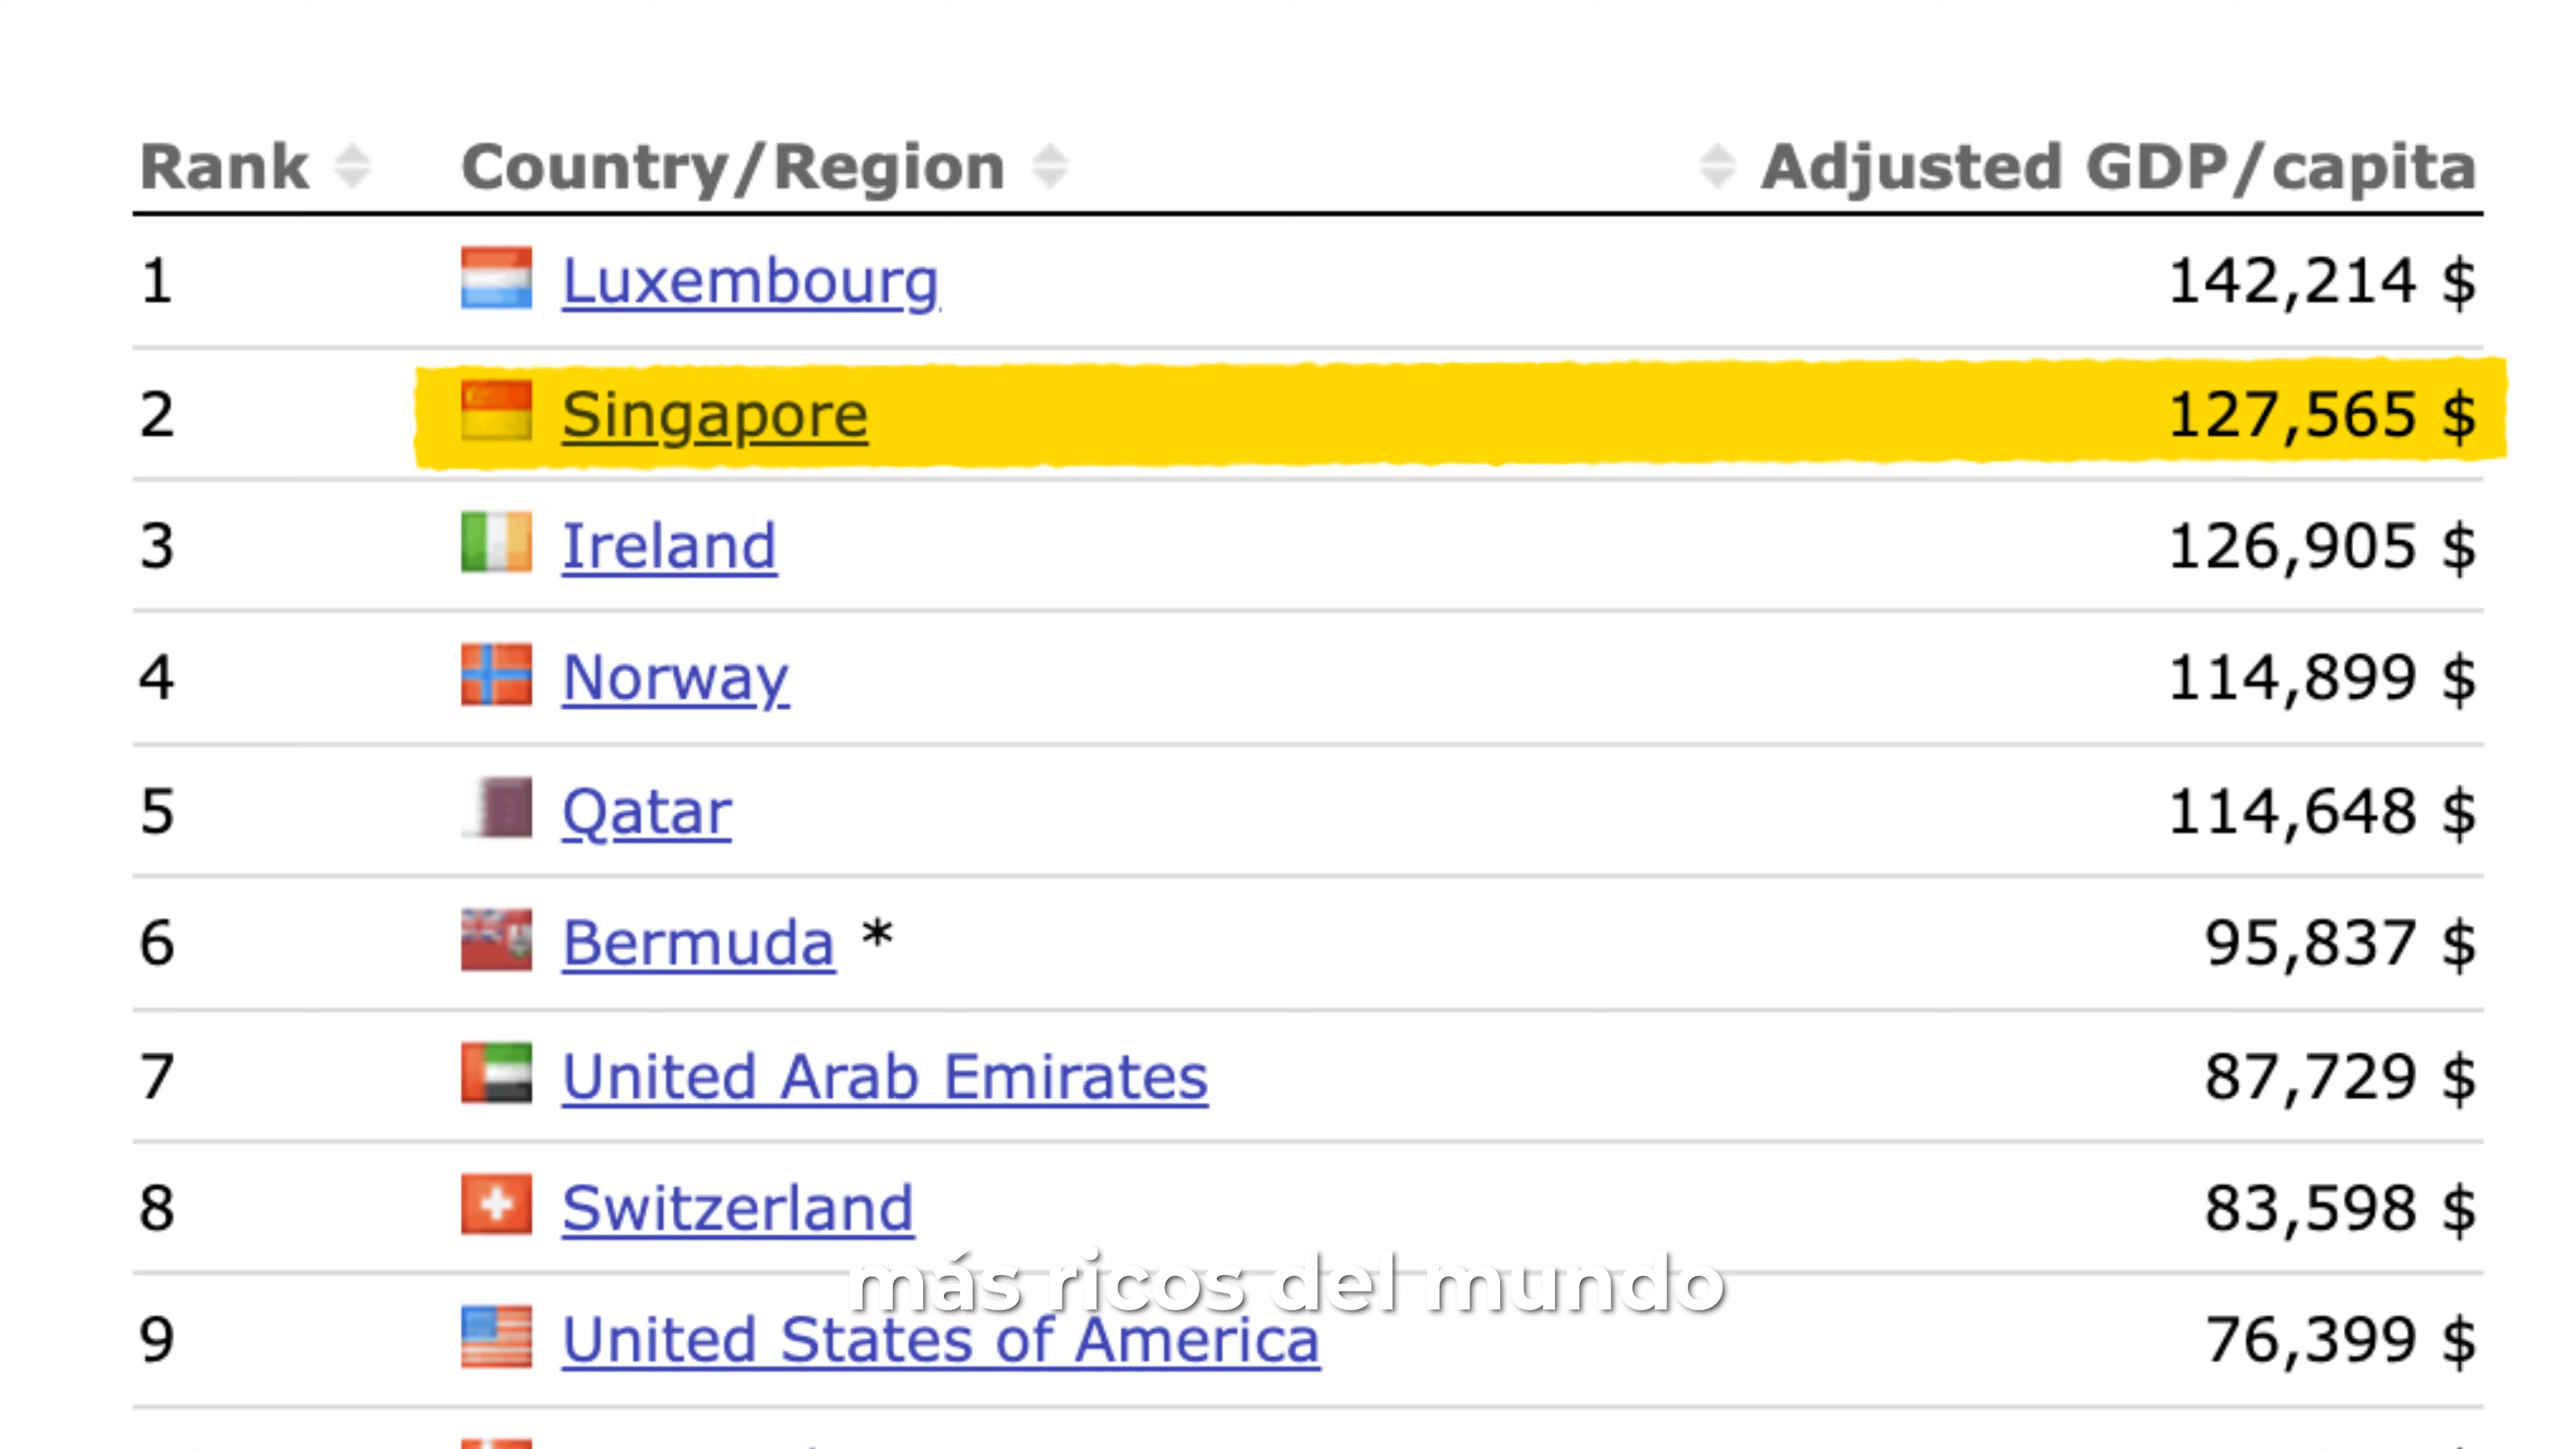 Rank Country/Region Adjusted GDP/capita
1 Luxembourg 142,214 $
2 Singapore 127,565 $
3 Ireland 126,905 $
4 Norway 114,899 $
5 Qatar 114,648 $
6 Bermuda * 95,837 $
7 United Arab Emirates 87,729 $
8 Switzerland 83,598 $
más ricos del mundo
9 United States of America 76,399 $